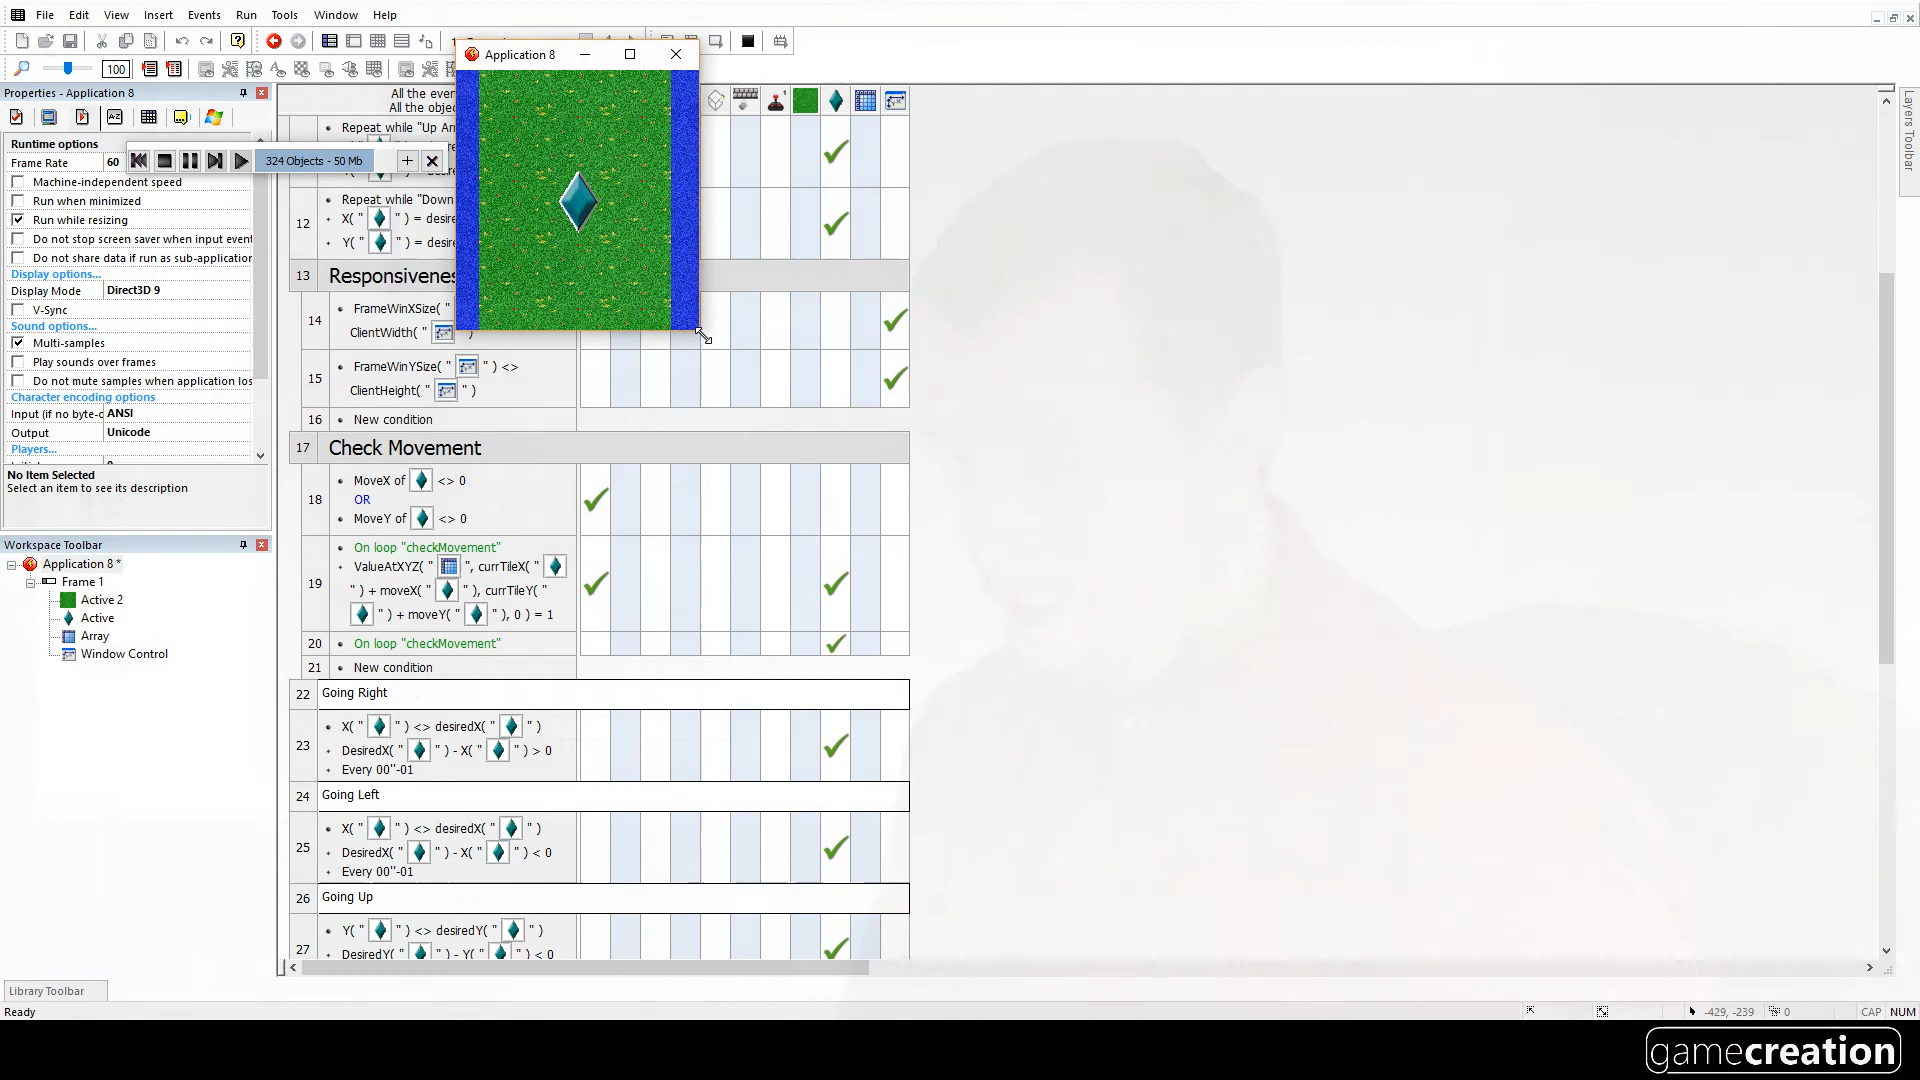 File Edit View Insert Events Run Tools Window Help
100
Application 8
Properties - Application 8
Runtime options
Frame Rate 60
324 Objects - 50 Mb
Machine-independent speed
Run when minimized
Run while resizing
Do not stop screen saver when input event
Do not share data if run as sub-application
Display options...
Display Mode Direct3D 9
V-Sync
Sound options...
Multi-samples
Play sounds over frames
Do not mute samples when application los
Character encoding options
Input (if no byte-o ANSI
Output Unicode
Players...
No Item Selected
Select an item to see its description
Workspace Toolbar
Application 8 *
Frame 1
Active 2
Active
Array
Window Control
Library Toolbar
Ready
All the eve
All the obje
Repeat while "Up Ar
12
Repeat while "Down
X( " " ) = desire
Y( " " ) = desire
13 Responsivenes
14
FrameWinXSize( "
ClientWidth( " " )
15
FrameWinYSize( " " ) <>
ClientHeight( " " )
16 New condition
17 Check Movement
18
MoveX of <> 0
OR
MoveY of <> 0
19
On loop "checkMovement"
ValueAtXYZ( " ", currTileX( "
" ) + moveX( " " ), currTileY( "
" ) + moveY( " " ), 0 ) = 1
20 On loop "checkMovement"
21 New condition
22 Going Right
23
X( " " ) <> desiredX( " " )
DesiredX( " " ) - X( " " ) > 0
Every 00"-01
24 Going Left
25
X( " " ) <> desiredX( " " )
DesiredX( " " ) - X( " " ) < 0
Every 00"-01
26 Going Up
27
Y( " " ) <> desiredY( " " )
DesiredY( " " ) - Y( " " ) < 0
Layers Toolbar
-429, -239 0 CAP NUM
gamecreation